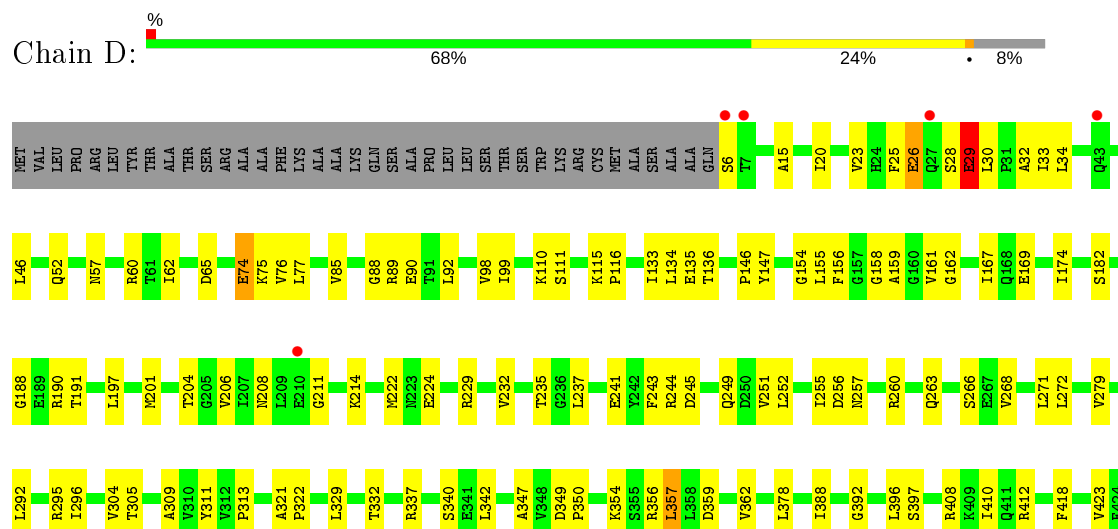 %
Chain D:
68% 24% • 8%
MET VAL LEU PRO ARG LEU TYR THR ALA THR SER ARG ALA ALA PHE LYS ALA ALA LYS GLN SER ALA PRO LEU LEU SER THR SER TRP LYS ARG CYS MET ALA SER ALA ALA GLN S6 T7 A15 I20 V23 H24 F25 E26 Q27 S28 E29 L30 P31 A32 I33 L34 Q43
L46 Q52 N57 R60 T61 I62 D65 E74 K75 V76 L77 V85 G88 R89 E90 T91 L92 V98 I99 K110 S111 K115 P116 I133 L134 E135 T136 P146 Y147 G154 L155 F156 G157 G158 A159 G160 V161 G162 I167 Q168 E169 I174 S182
G188 E189 R190 T191 L197 M201 T204 G205 V206 I207 N208 L209 E210 G211 K214 M222 N223 E224 R229 V232 T235 G236 L237 E241 Y242 F243 R244 D245 Q249 D250 V251 L252 I255 D256 N257 R260 Q263 S266 E267 V268 L271 L272 V279
L292 R295 I296 V304 T305 A309 V310 Y311 V312 P313 A321 P322 L329 T332 R337 S340 E341 L342 A347 V348 D349 P350 K354 S355 R356 L357 L358 D359 V362 L378 I388 G392 L396 S397 R408 K409 I410 Q411 R412 F418 V423